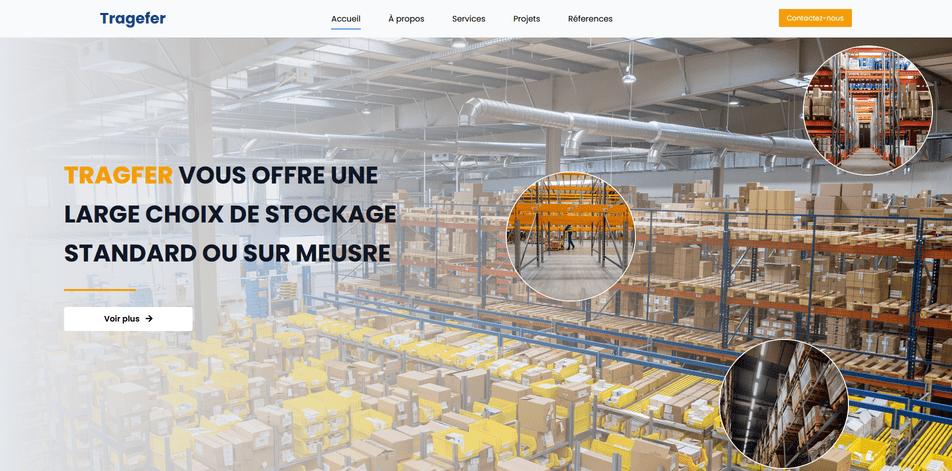 Tragefer
Accueil À propos Services Projets Réferences
Contactez-nous
TRAGFER VOUS OFFRE UNE
LARGE CHOIX DE STOCKAGE
STANDARD OU SUR MEUSRE
Voir plus →